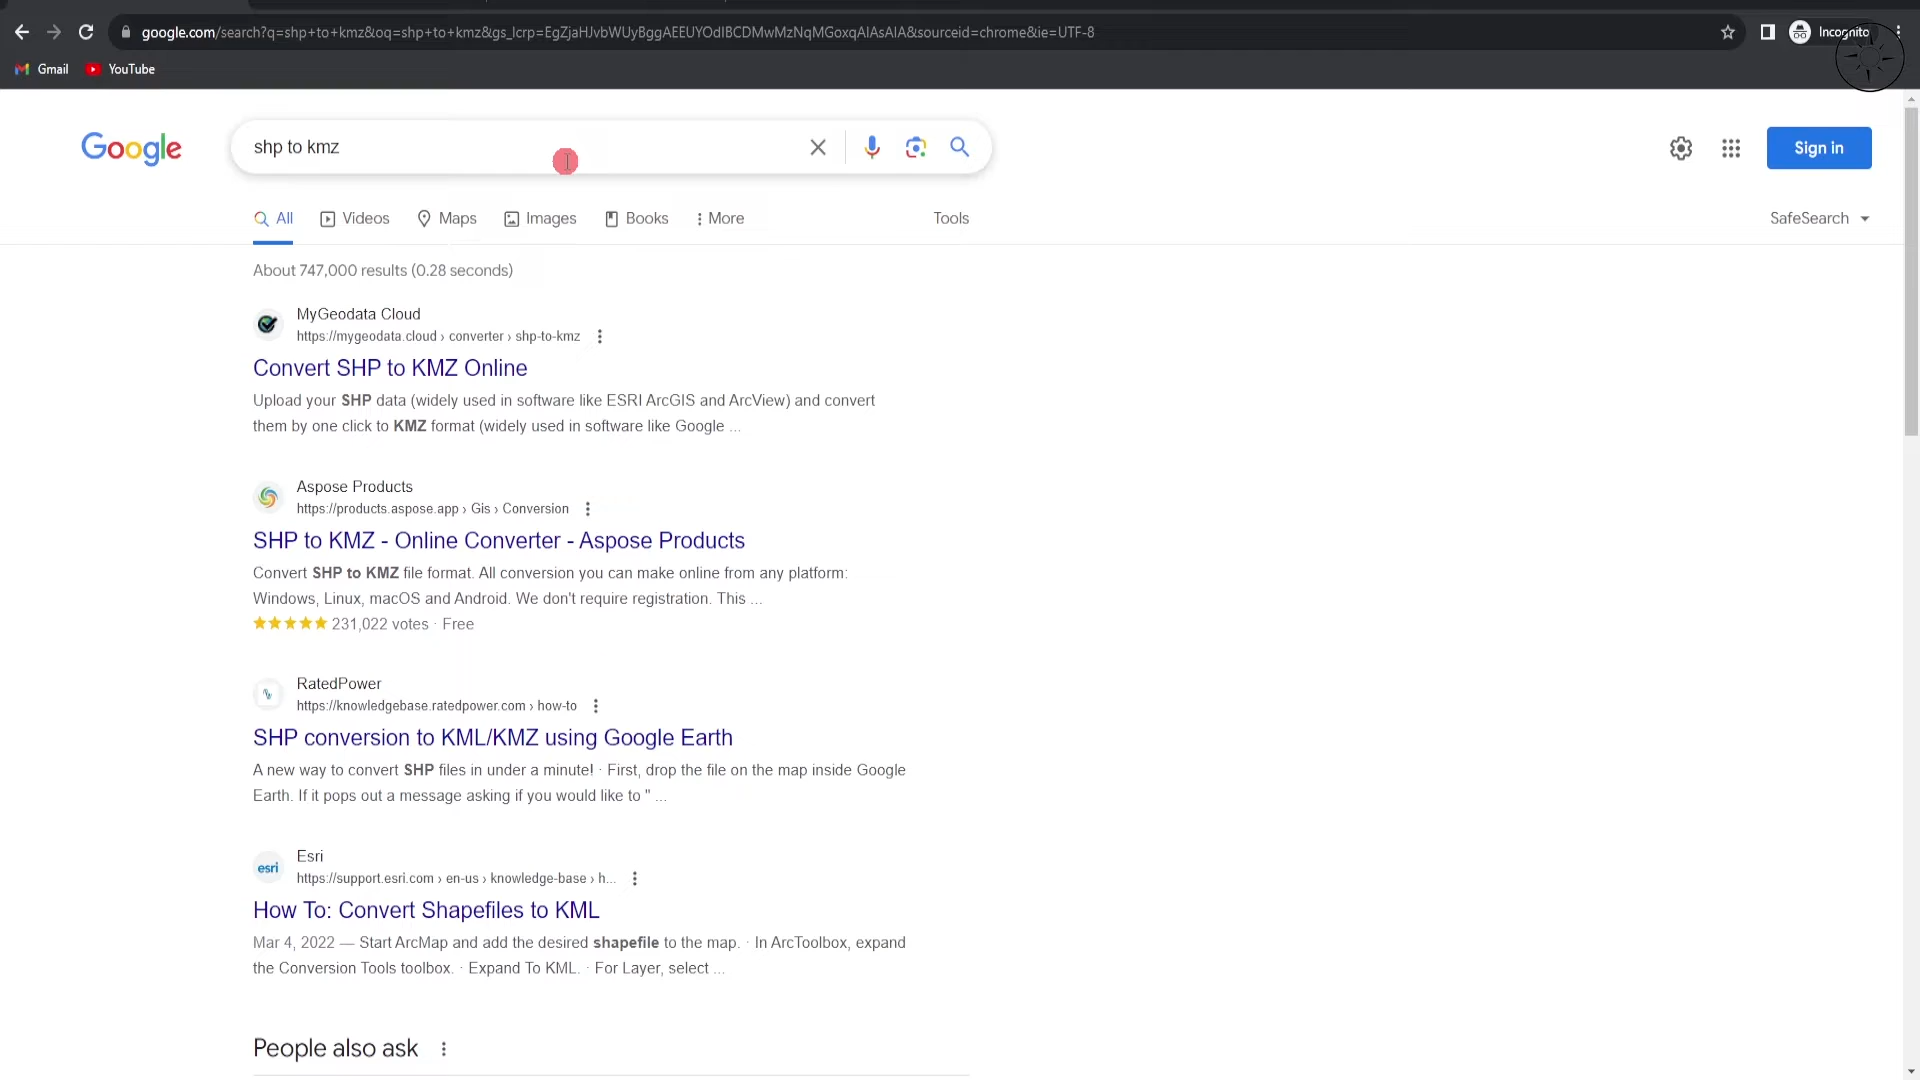 google.com/search?q=shp+to+kmz&oq=shp+to+kmz&gs_lcrp=EgZjaHJvbWUyBggAEEUYOdIBCDMwMzNqMGoxqAIAsAIA&sourceid=chrome&ie=UTF-8
Incognito
Gmail
YouTube
Google
shp to kmz
Sign in
All
Videos
Maps
Images
Books
More
Tools
SafeSearch
About 747,000 results (0.28 seconds)
MyGeodata Cloud
https://mygeodata.cloud › converter › shp-to-kmz
Convert SHP to KMZ Online
Upload your SHP data (widely used in software like ESRI ArcGIS and ArcView) and convert
them by one click to KMZ format (widely used in software like Google ...
Aspose Products
https://products.aspose.app › Gis › Conversion
SHP to KMZ - Online Converter - Aspose Products
Convert SHP to KMZ file format. All conversion you can make online from any platform:
Windows, Linux, macOS and Android. We don't require registration. This ...
231,022 votes · Free
RatedPower
https://knowledgebase.ratedpower.com › how-to
SHP conversion to KML/KMZ using Google Earth
A new way to convert SHP files in under a minute! · First, drop the file on the map inside Google
Earth. If it pops out a message asking if you would like to " ...
esri
Esri
https://support.esri.com › en-us › knowledge-base › h...
How To: Convert Shapefiles to KML
Mar 4, 2022 — Start ArcMap and add the desired shapefile to the map. · In ArcToolbox, expand
the Conversion Tools toolbox. · Expand To KML. · For Layer, select ...
People also ask